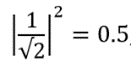 |1/√2|² = 0.5,